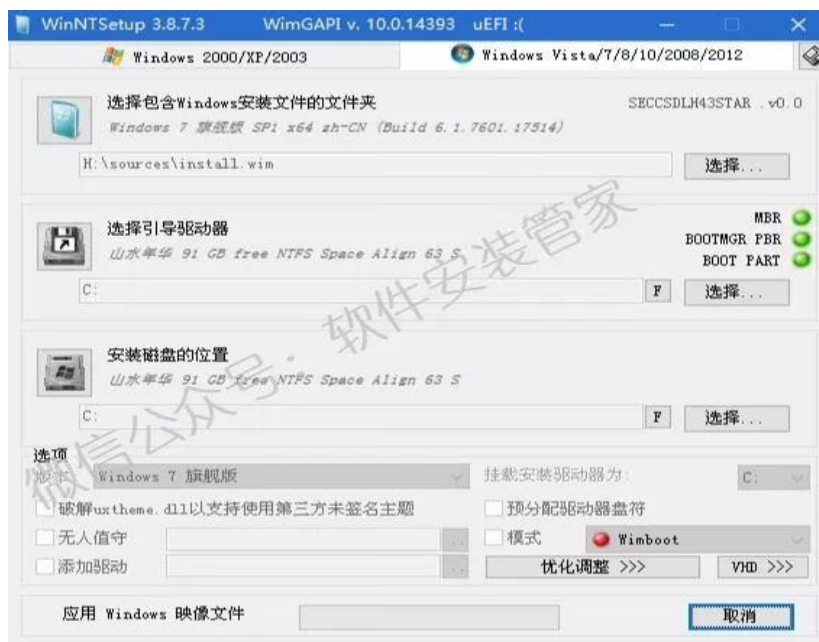 WinNTSetup 3.8.7.3 WimGAPI v. 10.0.14393 uEFI :(
Windows 2000/XP/2003 Windows Vista/7/8/10/2008/2012
选择包含Windows安装文件的文件夹 SECCSDLH43STAR .v0.0
Windows 7 旗舰版 SP1 x64 zh-CN (Build 6.1.7601.17514)
H:\sources\install.wim 选择...
选择引导驱动器 MBR
山水年华 91 GB free NTFS Space Align 63 S BOOTMGR PBR
BOOT PART
C: F 选择...
安装磁盘的位置
山水年华 91 GB free NTFS Space Align 63 S
C: F 选择...
选项
版本 Windows 7 旗舰版 挂载安装驱动器为: C:
破解uxtheme.dll以支持使用第三方未签名主题 预分配驱动器盘符
无人值守 .. 模式 Wimboot
添加驱动 .. 优化调整 >>> VHD >>>
应用 Windows 映像文件 取消
微信公众号：软件安装管家